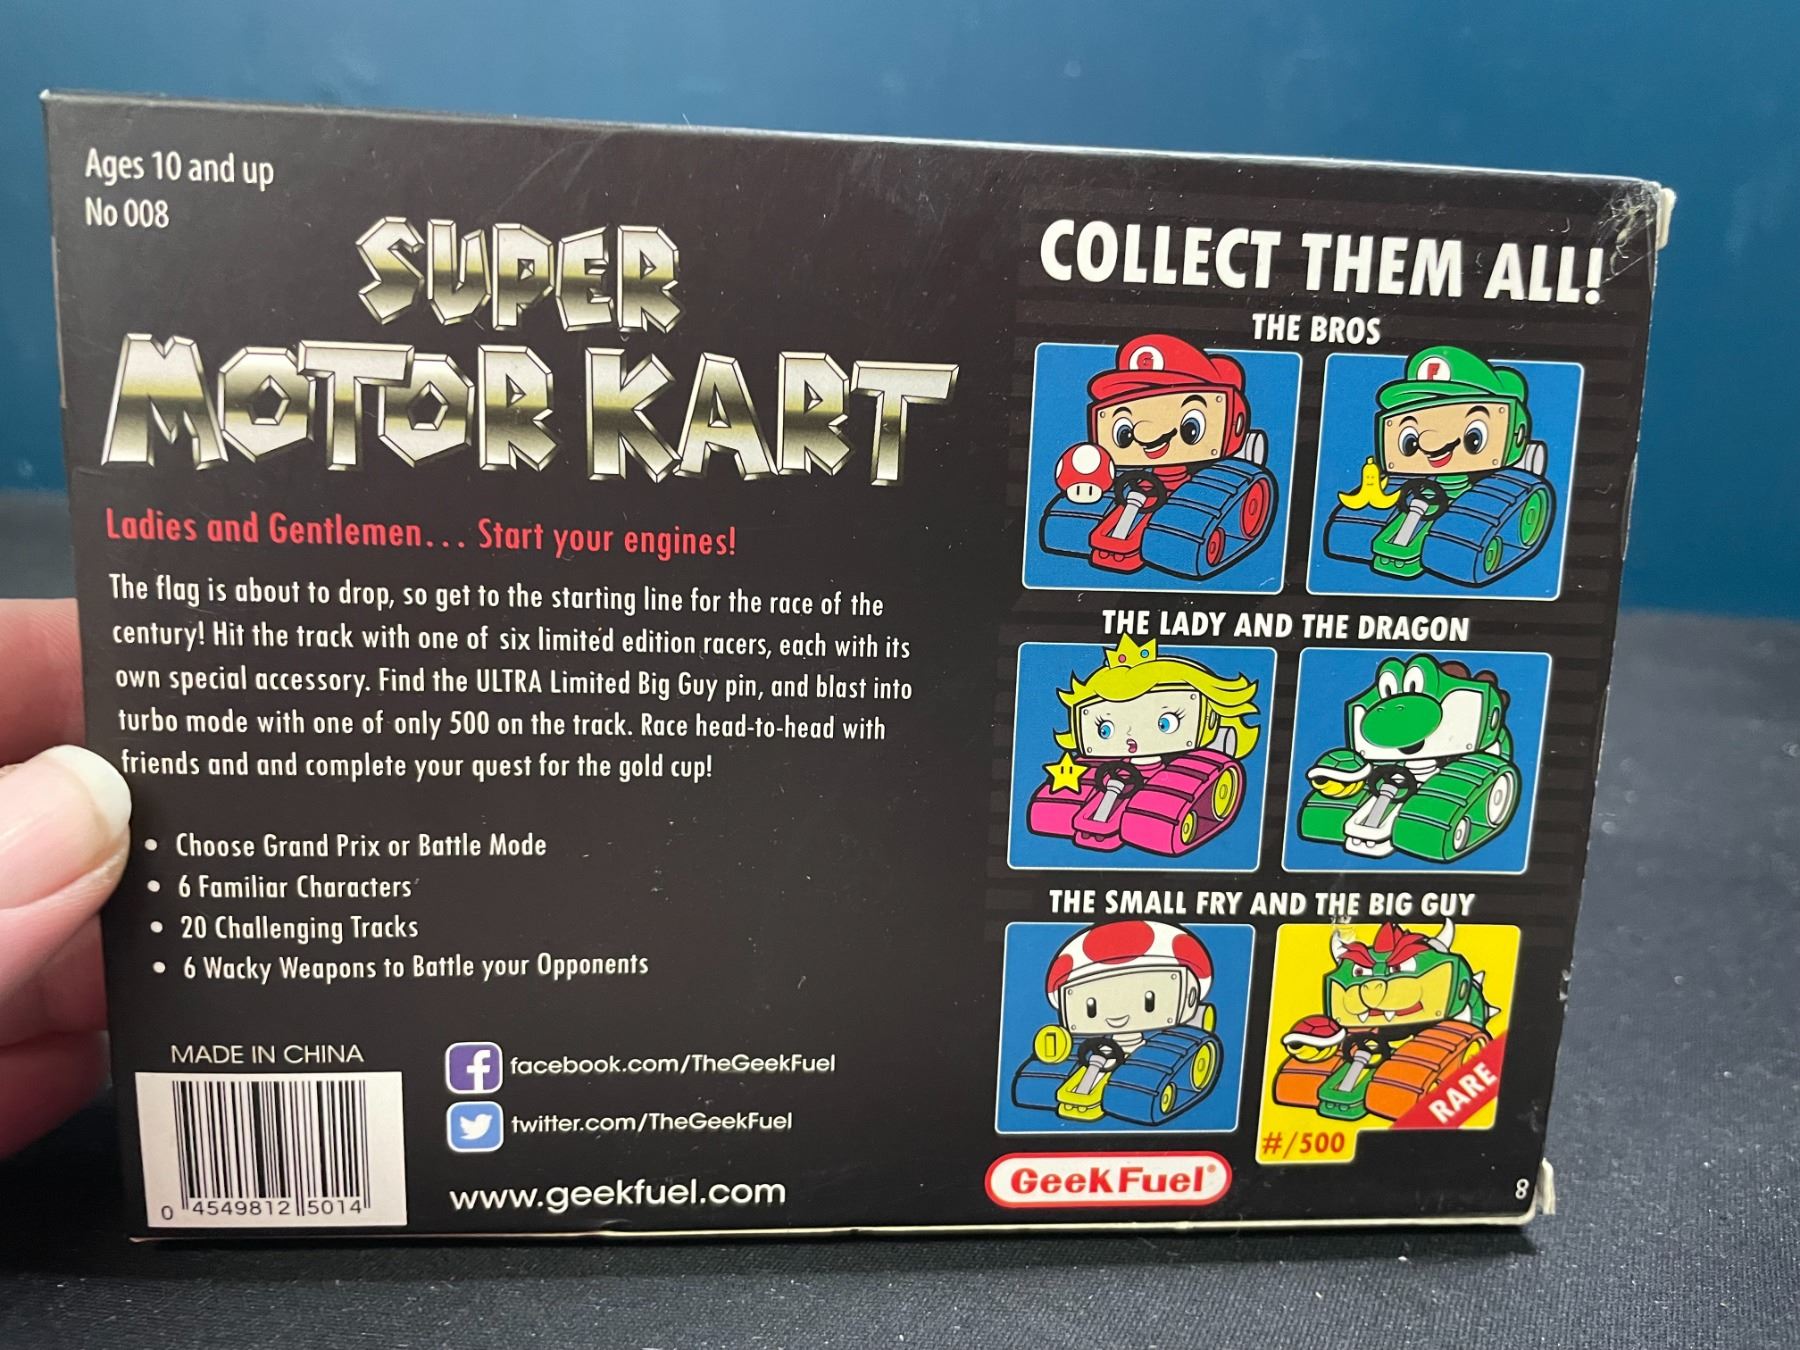 Ages 10 and up
No 008
SUPER
MOTOR KART
Ladies and Gentlemen... Start your engines!
The flag is about to drop, so get to the starting line for the race of the
century! Hit the track with one of six limited edition racers, each with its
own special accessory. Find the ULTRA Limited Big Guy pin, and blast into
turbo mode with one of only 500 on the track. Race head-to-head with
friends and and complete your quest for the gold cup!
• Choose Grand Prix or Battle Mode
• 6 Familiar Characters
• 20 Challenging Tracks
• 6 Wacky Weapons to Battle your Opponents
MADE IN CHINA
0 4549812 5014
facebook.com/TheGeekFuel
twitter.com/TheGeekFuel
www.geekfuel.com
COLLECT THEM ALL!
THE BROS
G
F
THE LADY AND THE DRAGON
THE SMALL FRY AND THE BIG GUY
RARE
#/500
GeekFuel®
8